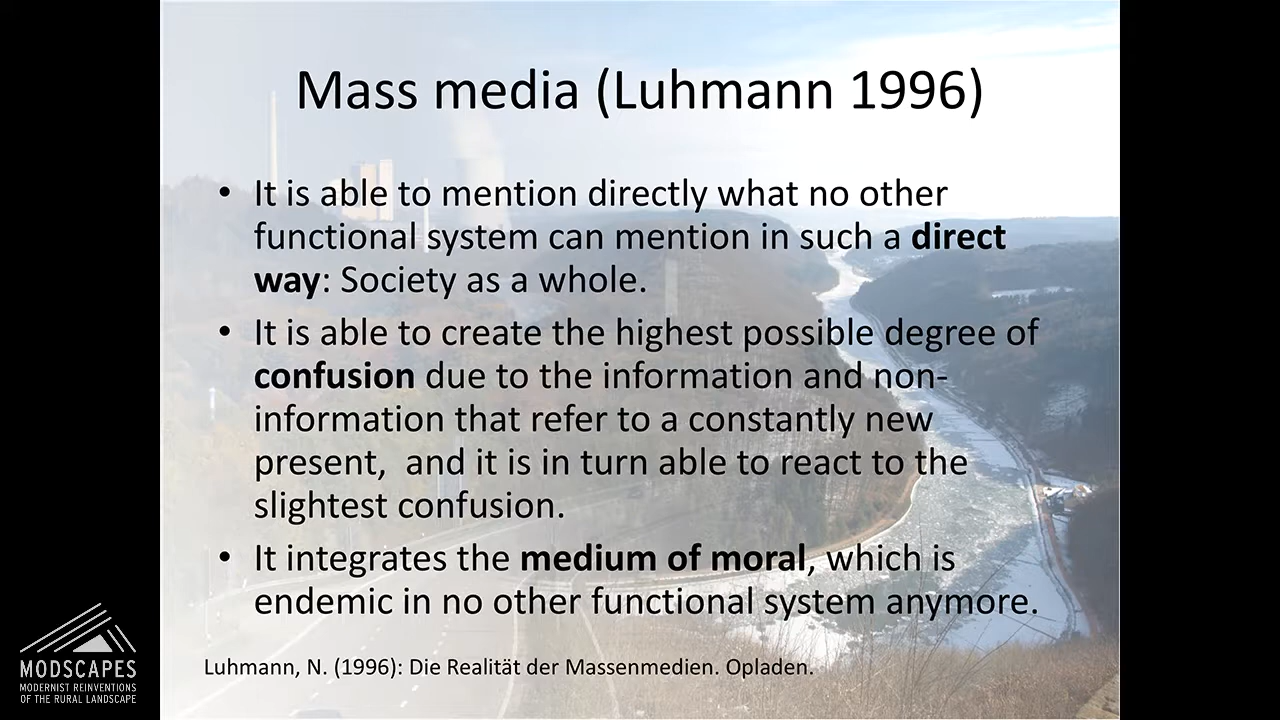 Mass media (Luhmann 1996)
• It is able to mention directly what no other
functional system can mention in such a direct
way: Society as a whole.
• It is able to create the highest possible degree of
confusion due to the information and non-
information that refer to a constantly new
present,  and it is in turn able to react to the
slightest confusion.
• It integrates the medium of moral, which is
endemic in no other functional system anymore.
Luhmann, N. (1996): Die Realität der Massenmedien. Opladen.
MODSCAPES
MODERNIST REINVENTIONS
OF THE RURAL LANDSCAPE